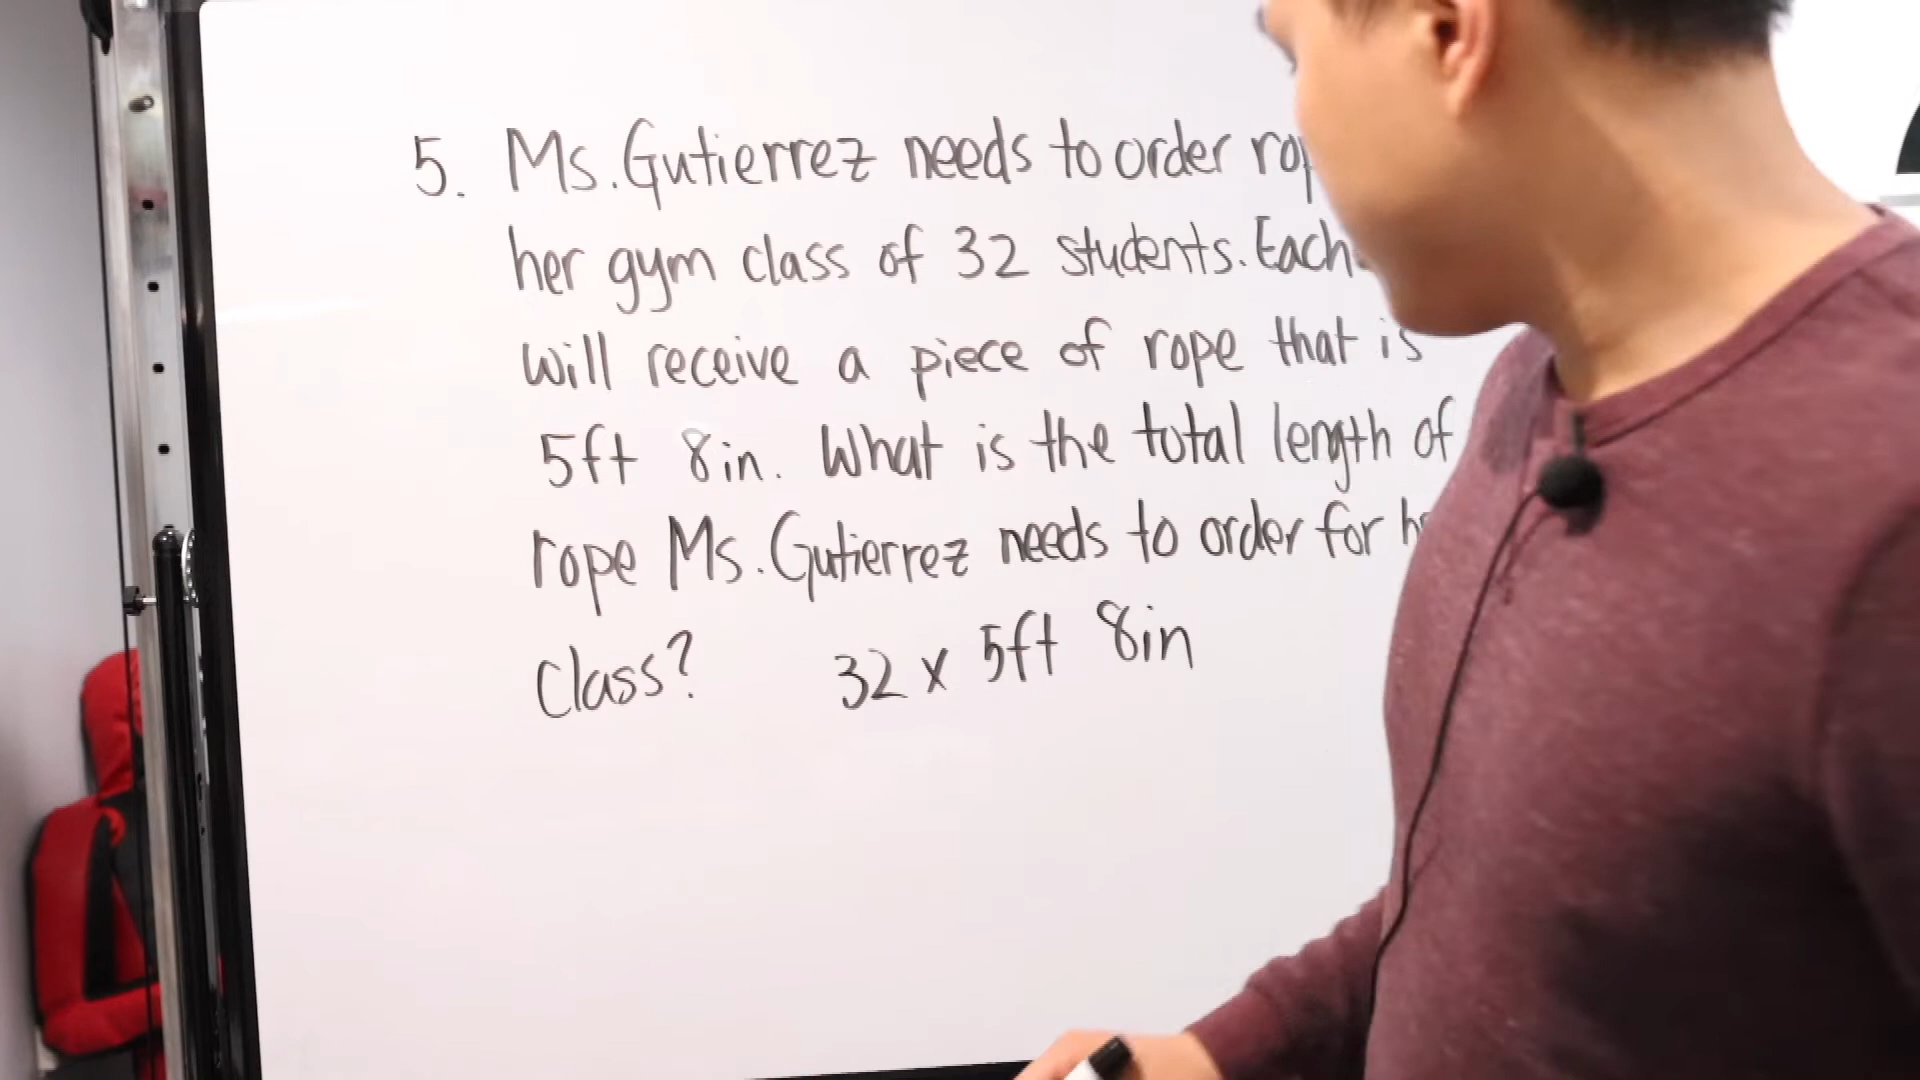 5. Ms. Gutierrez needs to order
her gym class of 32 students. Each
will receive a piece of rope that is
5ft 8in. What is the total length of
rope Ms. Gutierrez needs to order for
class? 32 x 5ft 8in